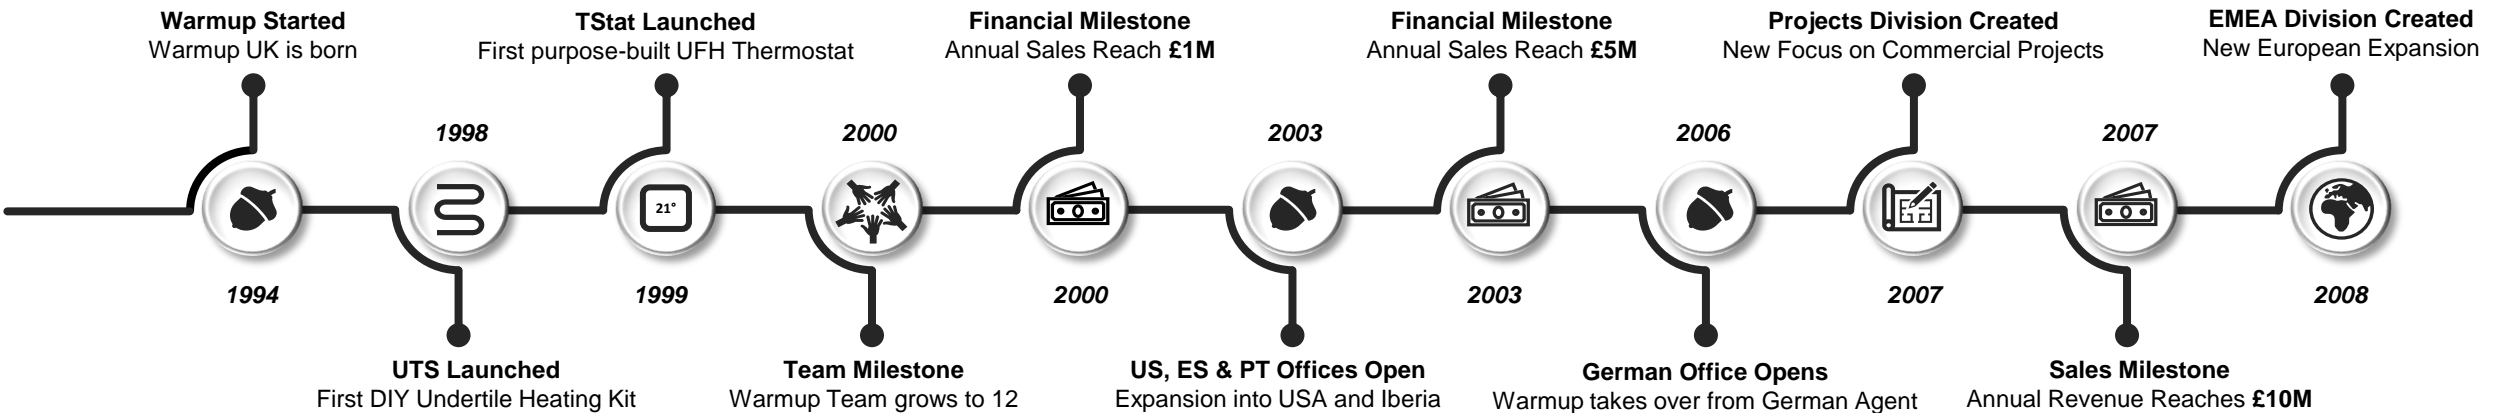 Warmup Started
Warmup UK is born
1994
1998
UTS Launched
First DIY Undertile Heating Kit
TStat Launched
First purpose-built UFH Thermostat
21°
1999
2000
Team Milestone
Warmup Team grows to 12
Financial Milestone
Annual Sales Reach £1M
2000
2003
US, ES & PT Offices Open
Expansion into USA and Iberia
Financial Milestone
Annual Sales Reach £5M
2003
2006
German Office Opens
Warmup takes over from German Agent
Projects Division Created
New Focus on Commercial Projects
2007
2007
Sales Milestone
Annual Revenue Reaches £10M
EMEA Division Created
New European Expansion
2008